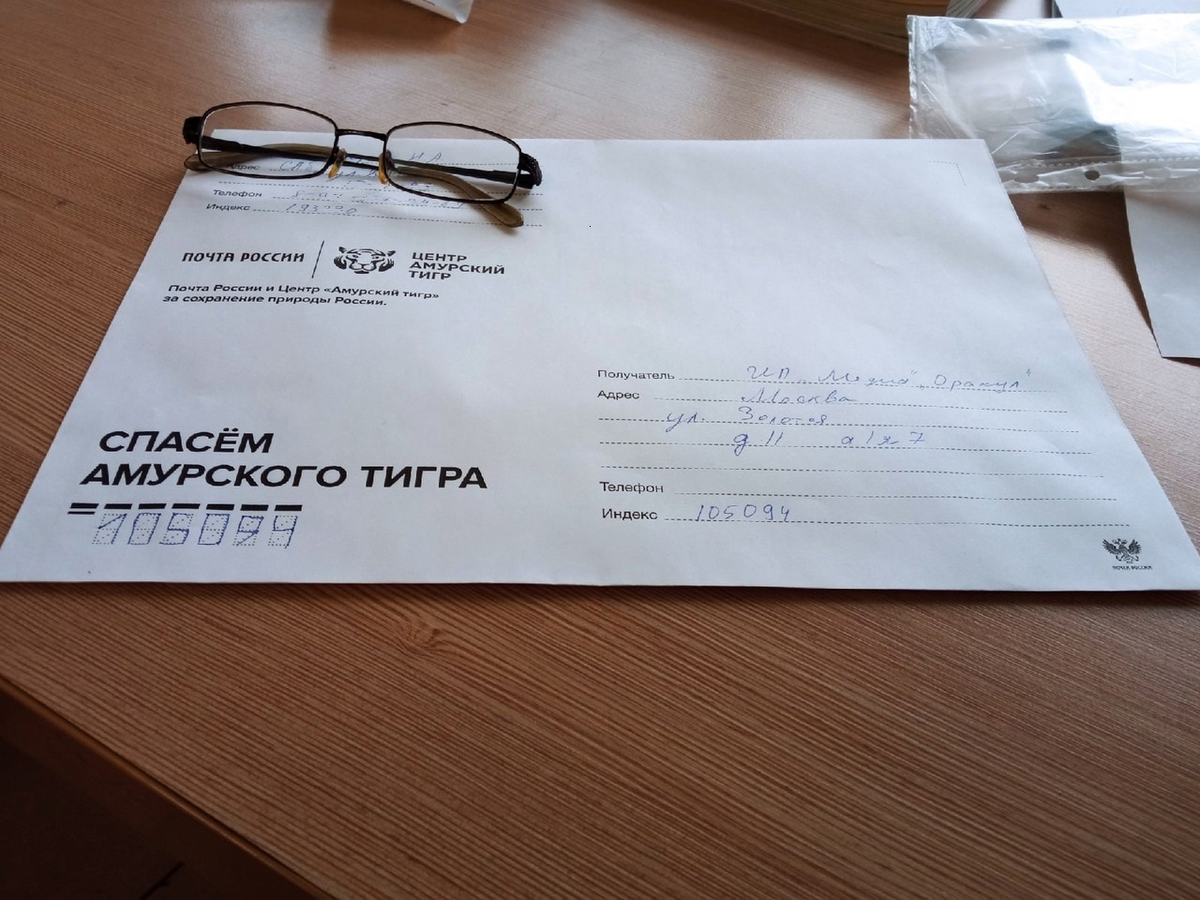 Адрес
Телефон
Индекс
ПОЧТА РОССИИ
ЦЕНТР
АМУРСКИЙ
ТИГР
Почта России и Центр «Амурский тигр»
за сохранение природы России.
СПАСЁМ
АМУРСКОГО ТИГРА
105094
Получатель ИП „Медиа" „Оракул"
Адрес Москва
ул. Золотая
д 11 а/я 7
Телефон
Индекс 105094
ПОЧТА РОССИИ